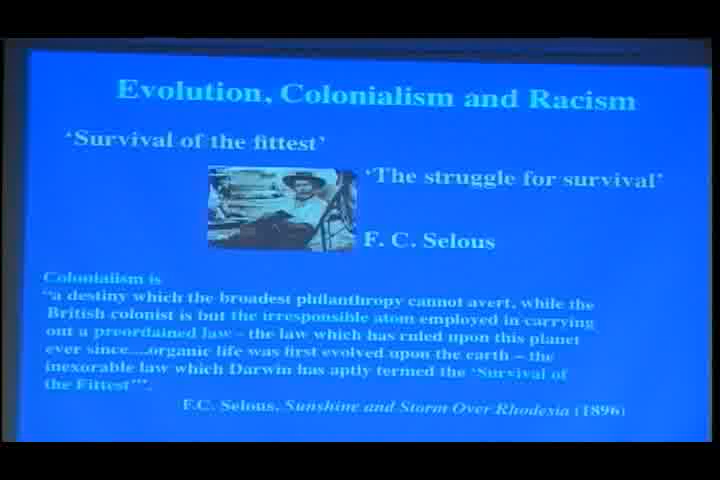 Evolution, Colonialism and Racism
‘Survival of the fittest’
‘The struggle for survival’
F. C. Selous
Colonialism is
“a destiny which the broadest philanthropy cannot avert, while the
British colonist is but the irresponsible atom employed in carrying
out a preordained law – the law which has ruled upon this planet
ever since....organic life was first evolved upon the earth – the
inexorable law which Darwin has aptly termed the ‘Survival of
the Fittest’”.
F.C. Selous, Sunshine and Storm Over Rhodesia (1896)